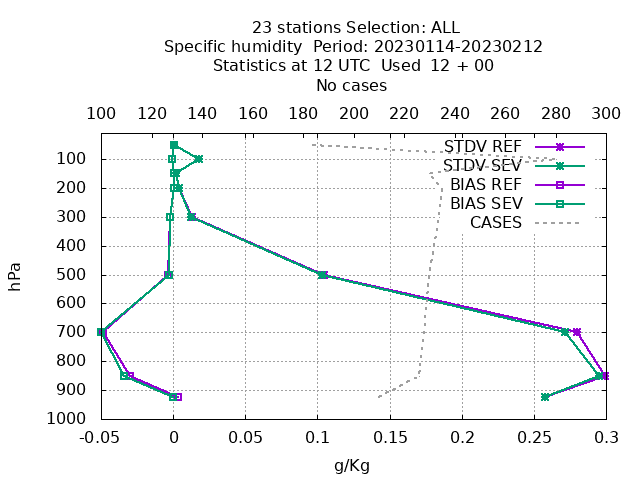 23 stations Selection: ALL
Specific humidity  Period: 20230114-20230212
Statistics at 12 UTC  Used  12 + 00
No cases
100 120 140 160 180 200 220 240 260 280 300
STDV REF
STDV SEV
BIAS REF
BIAS SEV
CASES
hPa
100
200
300
400
500
600
700
800
900
1000
-0.05 0 0.05 0.1 0.15 0.2 0.25 0.3
g/Kg